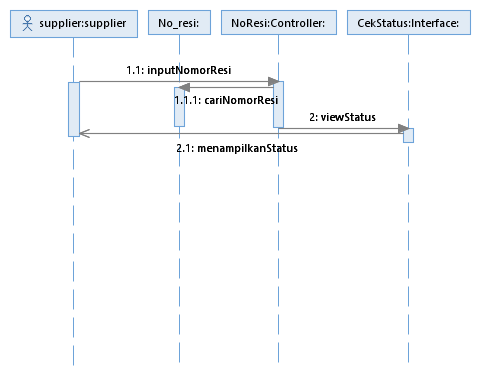 supplier:supplier
No_resi:
NoResi:Controller:
CekStatus:Interface:
1.1: inputNomorResi
1.1.1: cariNomorResi
2: viewStatus
2.1: menampilkanStatus